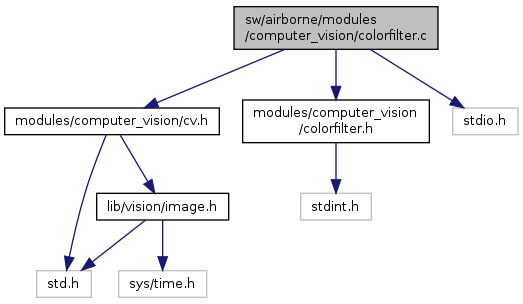 sw/airborne/modules
/computer_vision/colorfilter.c
modules/computer_vision/cv.h
modules/computer_vision
/colorfilter.h
stdio.h
lib/vision/image.h
stdint.h
std.h
sys/time.h